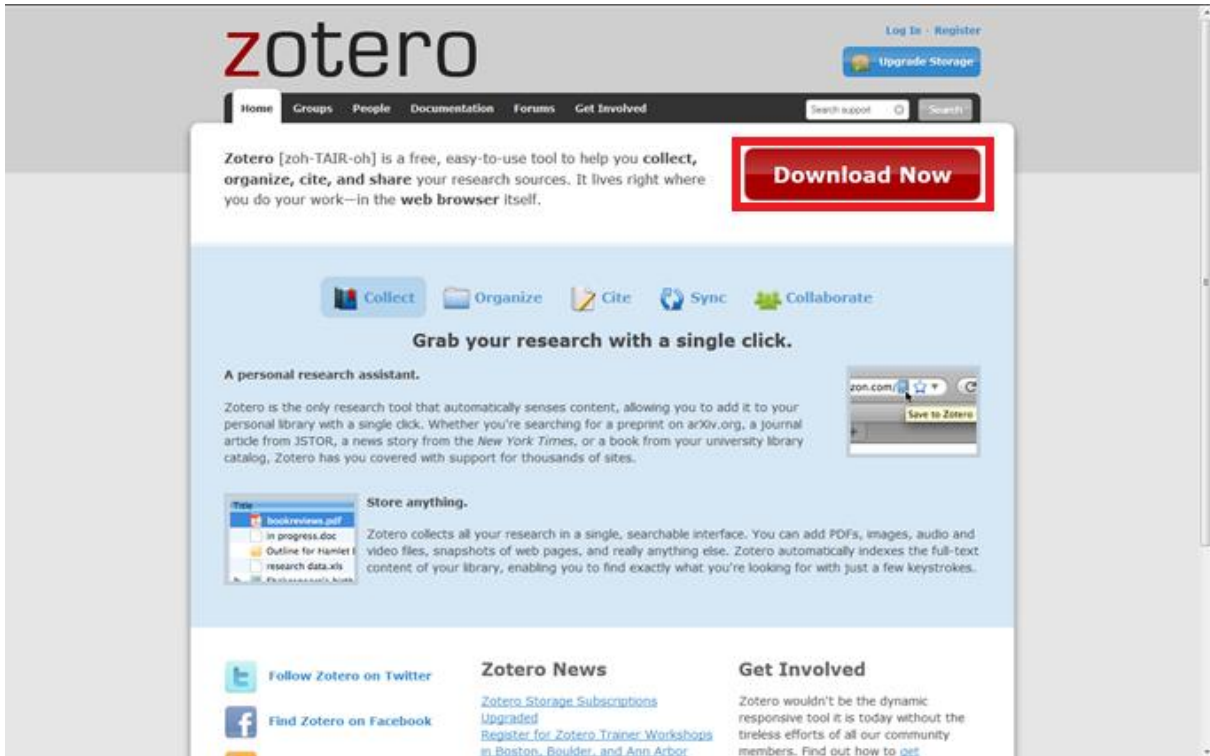 zotero
Log In · Register
Upgrade Storage
Home Groups People Documentation Forums Get Involved
Search support
Search
Zotero [zoh-TAIR-oh] is a free, easy-to-use tool to help you collect,
organize, cite, and share your research sources. It lives right where
you do your work—in the web browser itself.
Download Now
Collect Organize Cite Sync Collaborate
Grab your research with a single click.
A personal research assistant.
Zotero is the only research tool that automatically senses content, allowing you to add it to your
personal library with a single click. Whether you're searching for a preprint on arXiv.org, a journal
article from JSTOR, a news story from the New York Times, or a book from your university library
catalog, Zotero has you covered with support for thousands of sites.
zon.com/
Save to Zotero
Title
bookreviews.pdf
in progress.doc
Outline for Hamlet
research data.xls
Store anything.
Zotero collects all your research in a single, searchable interface. You can add PDFs, images, audio and
video files, snapshots of web pages, and really anything else. Zotero automatically indexes the full-text
content of your library, enabling you to find exactly what you're looking for with just a few keystrokes.
Follow Zotero on Twitter
Find Zotero on Facebook
Zotero News
Zotero Storage Subscriptions
Upgraded
Register for Zotero Trainer Workshops
in Boston, Boulder, and Ann Arbor
Get Involved
Zotero wouldn't be the dynamic
responsive tool it is today without the
tireless efforts of all our community
members. Find out how to get